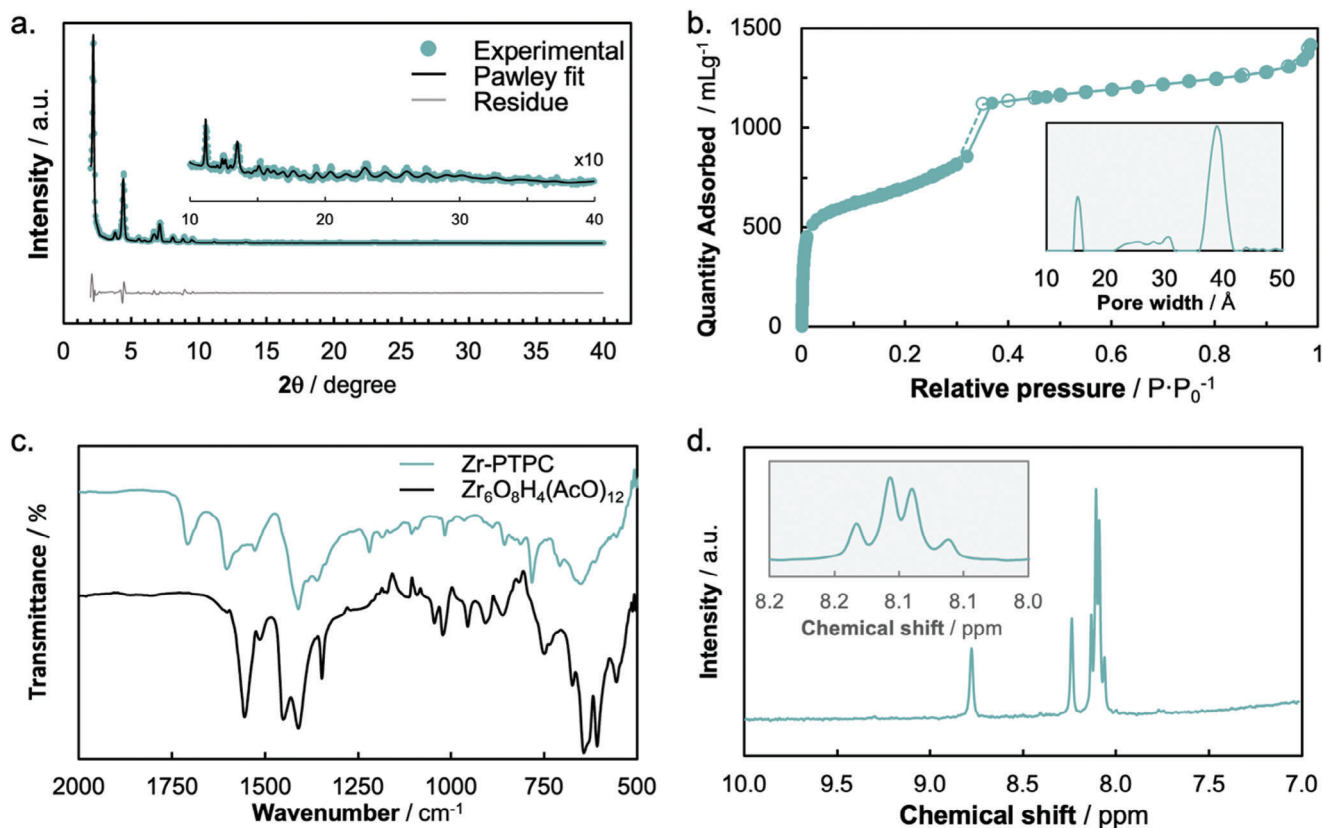 a.
Experimental
Pawley fit
Residue
x10
10 20 30 40
Intensity / a.u.
0 5 10 15 20 25 30 35 40
2θ / degree
b.
1500
1000
500
0
Quantity Adsorbed / mLg⁻¹
10 20 30 40 50
Pore width / Å
0 0.2 0.4 0.6 0.8 1
Relative pressure / P·P₀⁻¹
c.
Zr-PTPC
Zr₆O₈H₄(AcO)₁₂
Transmittance / %
2000 1750 1500 1250 1000 750 500
Wavenumber / cm⁻¹
d.
8.2 8.2 8.1 8.1 8.0
Chemical shift / ppm
Intensity / a.u.
10.0 9.5 9.0 8.5 8.0 7.5 7.0
Chemical shift / ppm